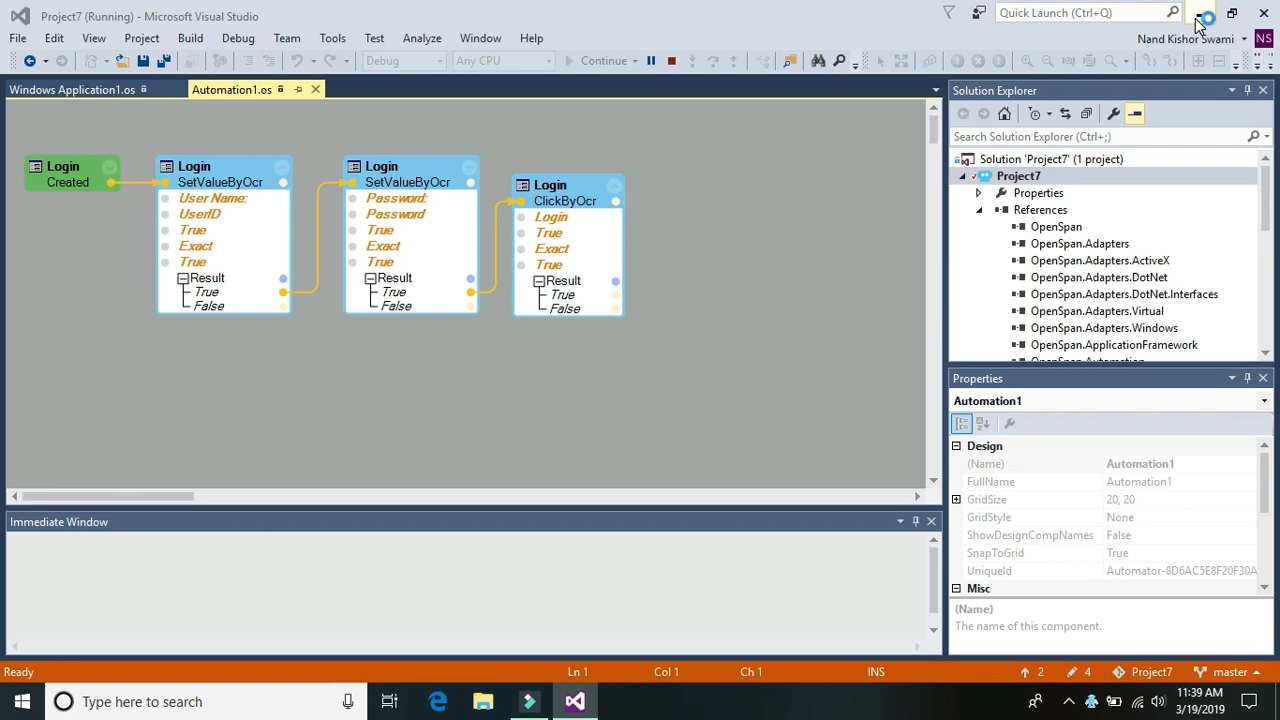 Project7 (Running) - Microsoft Visual Studio
Quick Launch (Ctrl+Q)
File Edit View Project Build Debug Team Tools Test Analyze Window Help
Nand Kishor Swami NS
Debug Any CPU Continue
Windows Application1.os Automation1.os
Login
Created
Login
SetValueByOcr
User Name:
UserID
True
Exact
True
Result
True
False
Login
SetValueByOcr
Password:
Password
True
Exact
True
Result
True
False
Login
ClickByOcr
Login
True
Exact
True
Result
True
False
Solution Explorer
Search Solution Explorer (Ctrl+;)
Solution 'Project7' (1 project)
Project7
Properties
References
OpenSpan
OpenSpan.Adapters
OpenSpan.Adapters.ActiveX
OpenSpan.Adapters.DotNet
OpenSpan.Adapters.DotNet.Interfaces
OpenSpan.Adapters.Virtual
OpenSpan.Adapters.Windows
OpenSpan.ApplicationFramework
OpenSpan.Automation
Properties
Automation1
Design
(Name) Automation1
FullName Automation1
GridSize 20, 20
GridStyle None
ShowDesignCompNames False
SnapToGrid True
UniqueId Automator-8D6AC5E8F20F30A
Misc
(Name)
The name of this component.
Immediate Window
Ready Ln 1 Col 1 Ch 1 INS 2 4 Project7 master
Type here to search
11:39 AM
3/19/2019